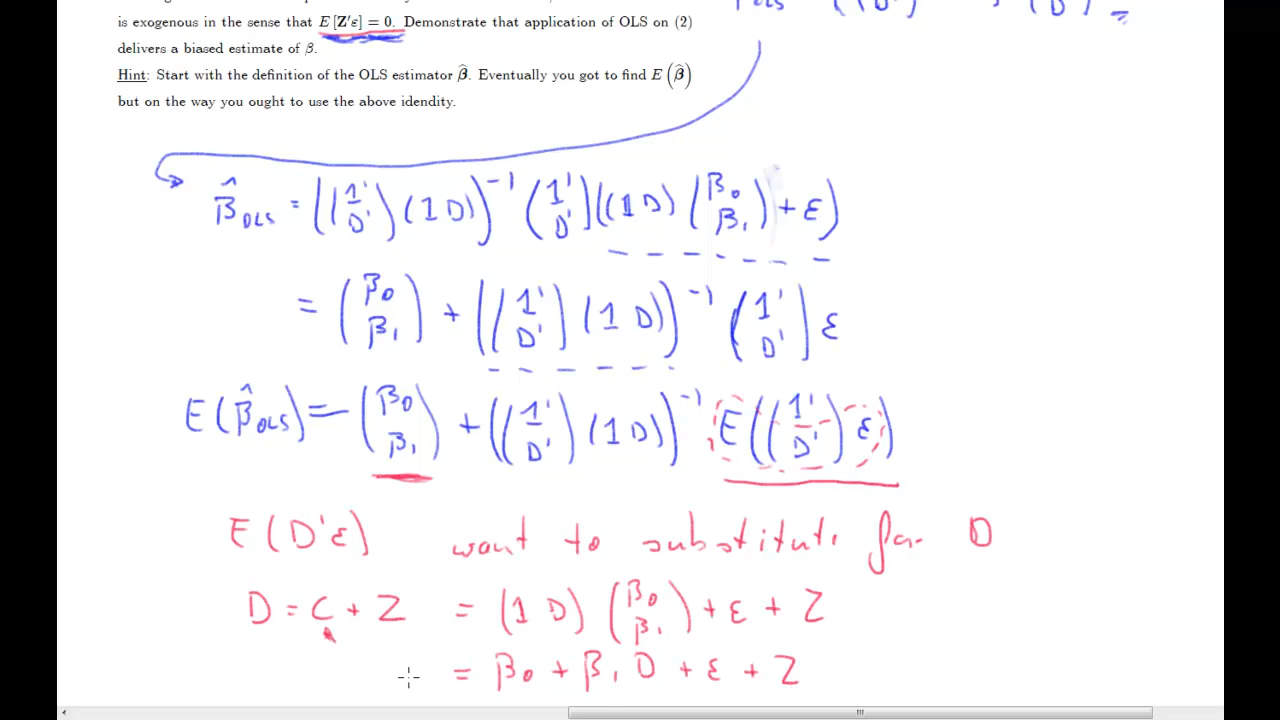 is exogenous in the sense that E [Z′ε] = 0. Demonstrate that application of OLS on (2)
delivers a biased estimate of β.
Hint: Start with the definition of the OLS estimator β̂. Eventually you got to find E (β̂)
but on the way you ought to use the above idendity.
β̂OLS = ((1' D') (1 D))⁻¹ (1' D') ((1 D) (β0 β1) + ε)
= (β0 β1) + ((1' D') (1 D))⁻¹ (1' D') ε
E(β̂OLS) = (β0 β1) + ((1' D') (1 D))⁻¹ E((1' D') ε)
E(D'ε) want to substitute for D
D = C + Z = (1 D) (β0 β1) + ε + Z
= β0 + β1 D + ε + Z